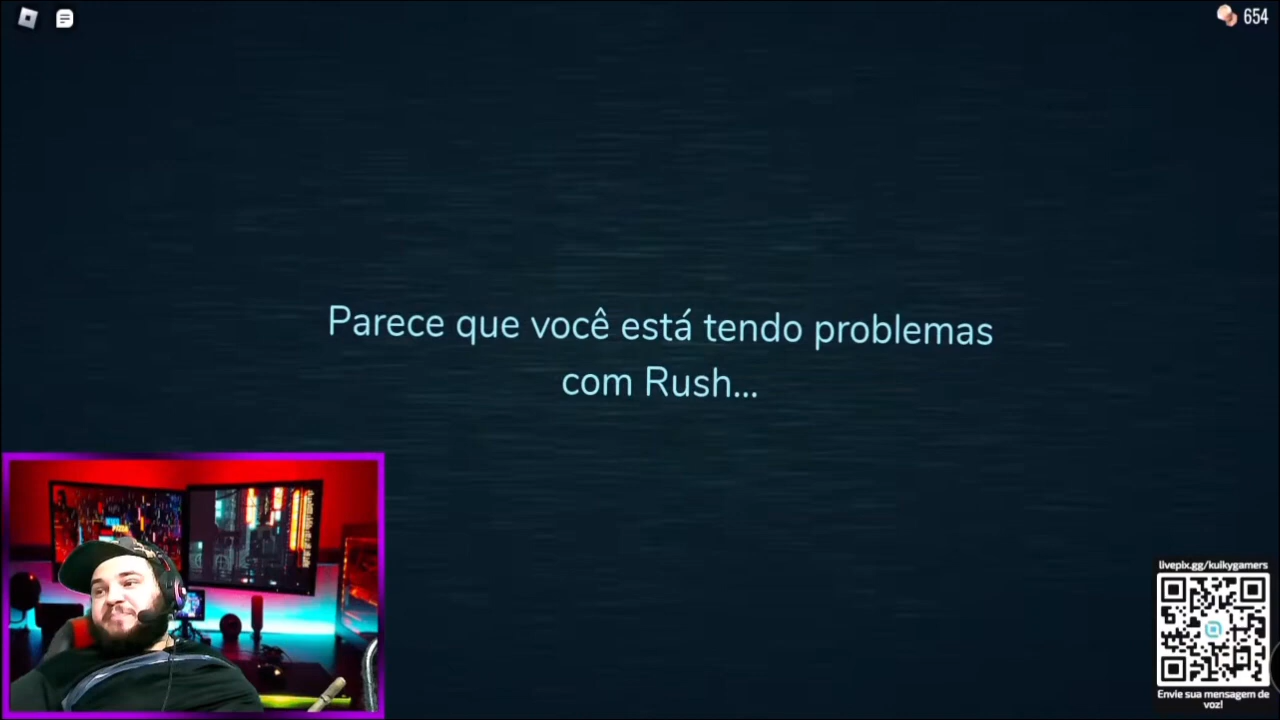 654
Parece que você está tendo problemas
com Rush...
livepix.gg/kuikygamers
Envie sua mensagem de
voz!